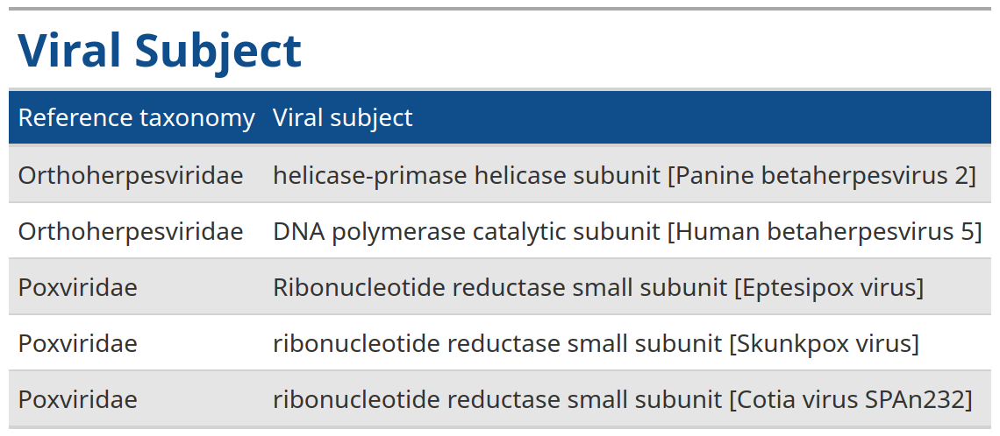 Viral Subject
Reference taxonomy Viral subject
Orthoherpesviridae helicase-primase helicase subunit [Panine betaherpesvirus 2]
Orthoherpesviridae DNA polymerase catalytic subunit [Human betaherpesvirus 5]
Poxviridae Ribonucleotide reductase small subunit [Eptesipox virus]
Poxviridae ribonucleotide reductase small subunit [Skunkpox virus]
Poxviridae ribonucleotide reductase small subunit [Cotia virus SPAn232]